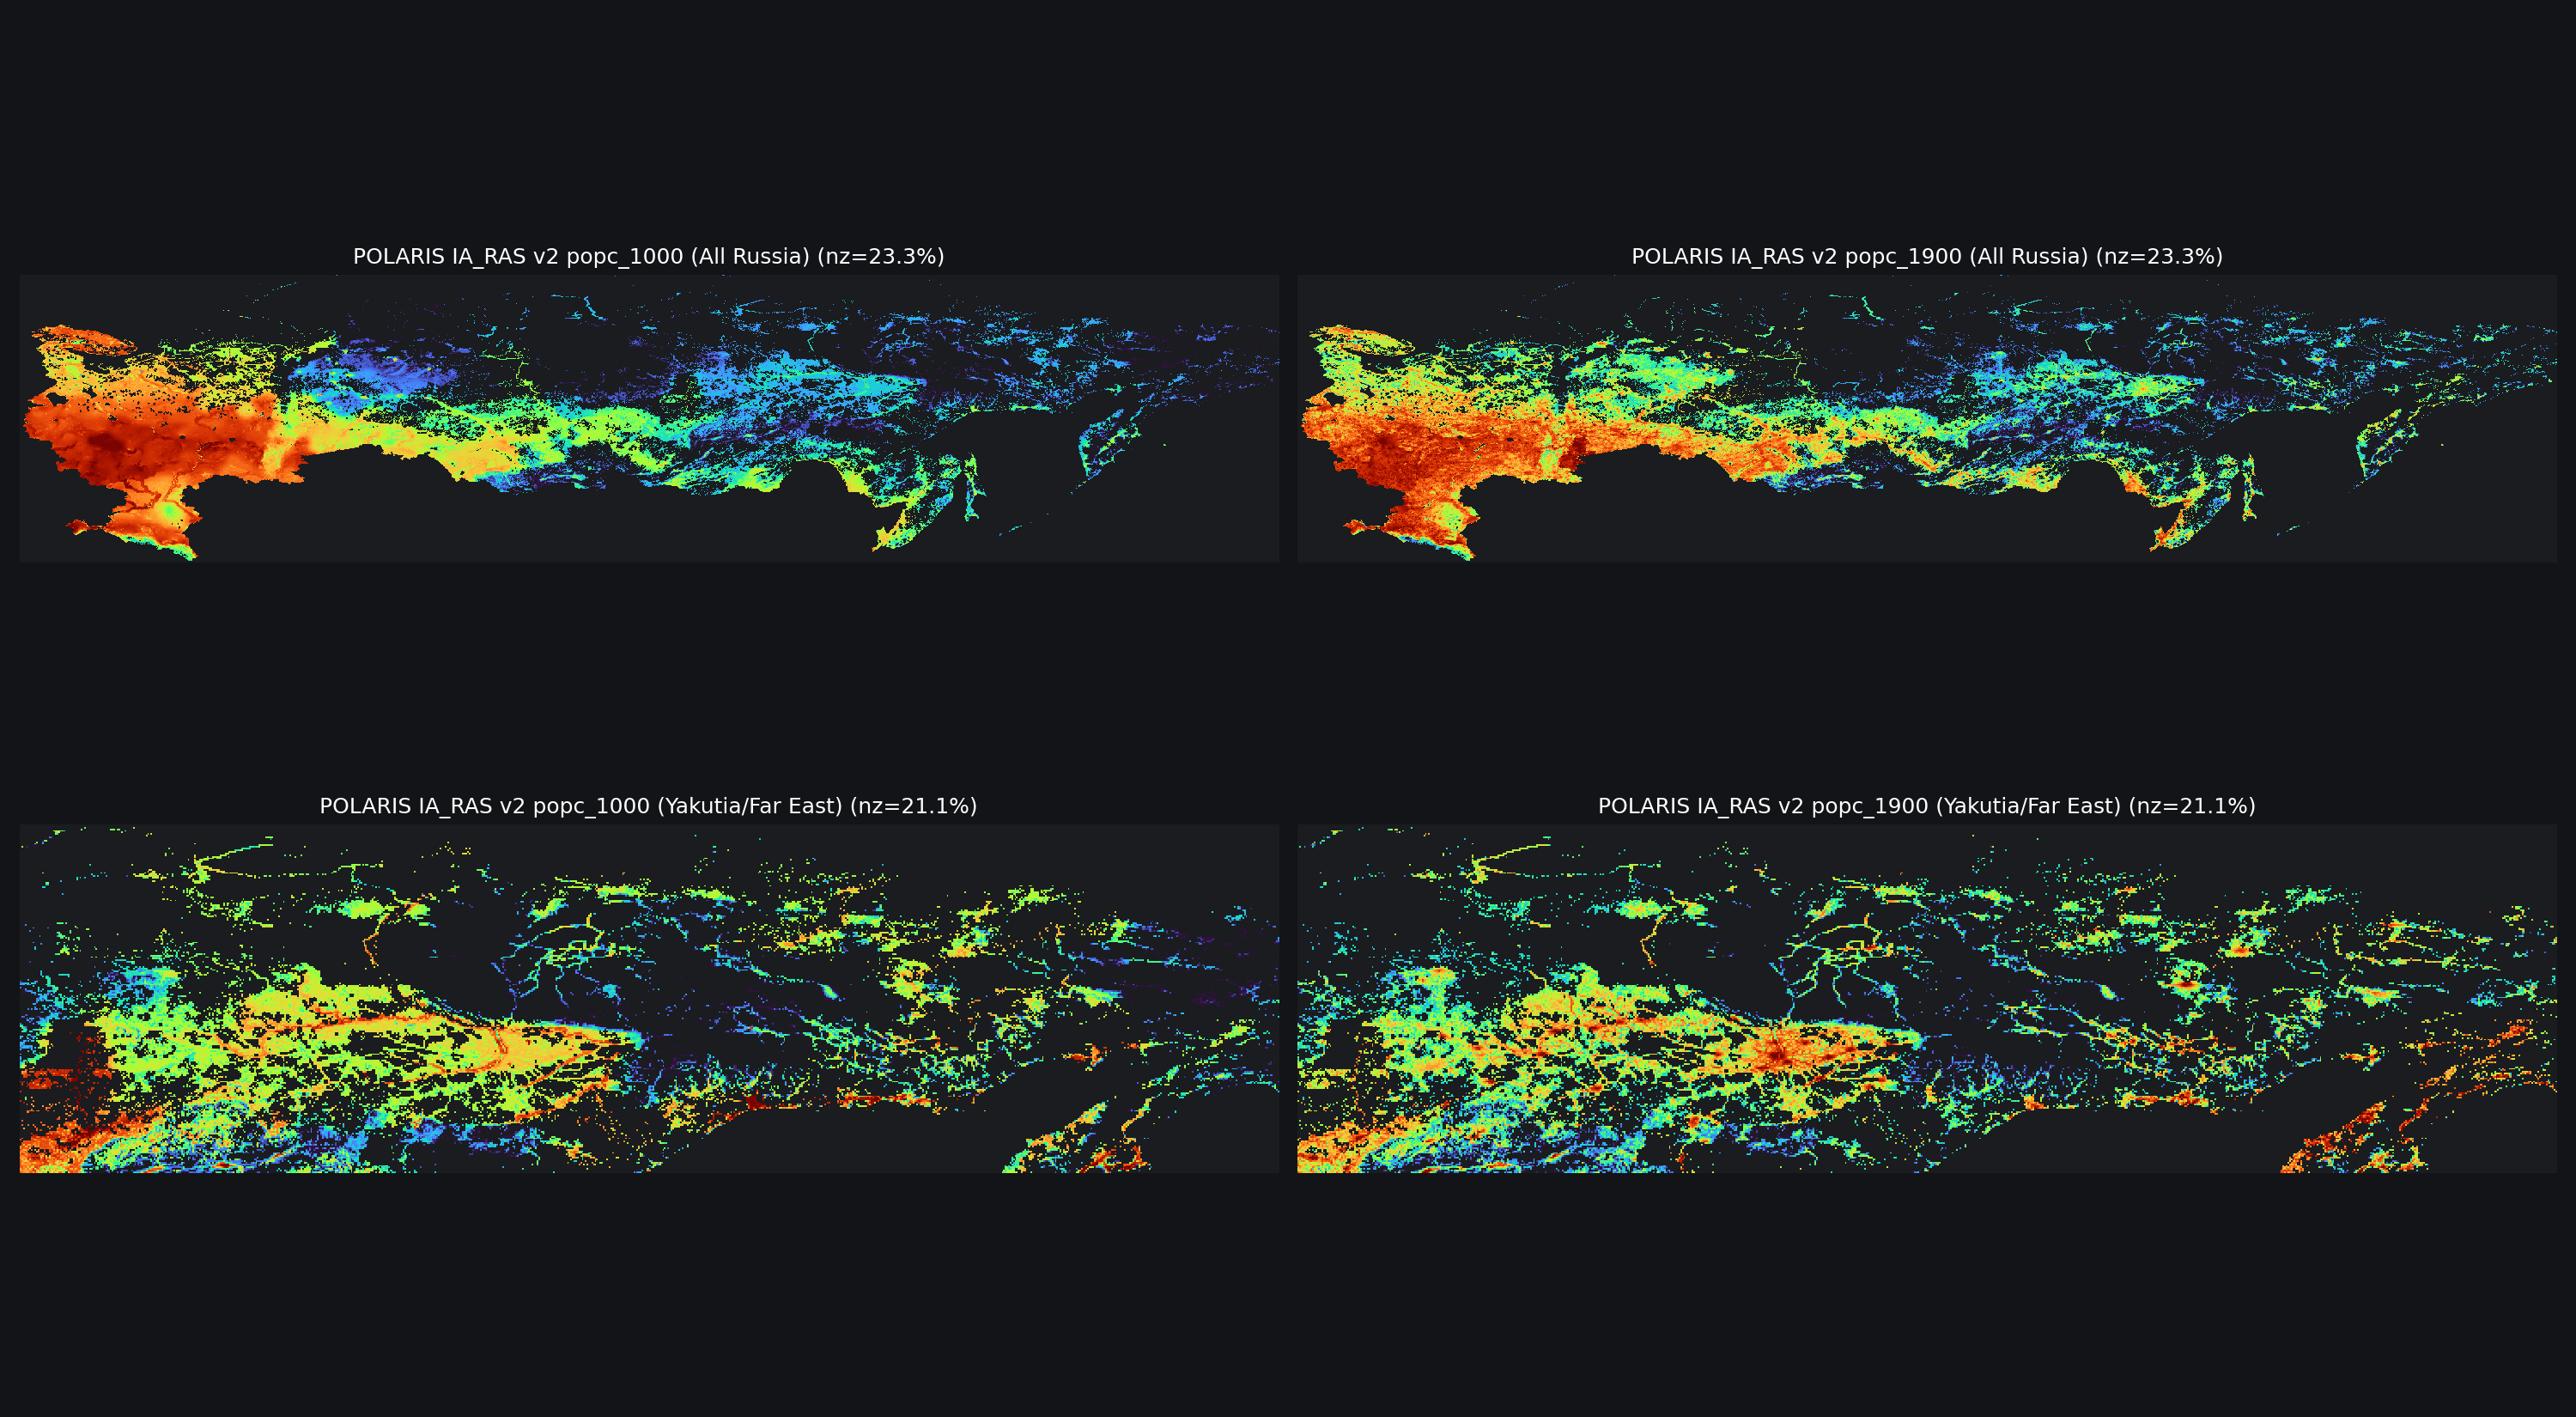 POLARIS IA_RAS v2 popc_1000 (All Russia) (nz=23.3%)
POLARIS IA_RAS v2 popc_1900 (All Russia) (nz=23.3%)
POLARIS IA_RAS v2 popc_1000 (Yakutia/Far East) (nz=21.1%)
POLARIS IA_RAS v2 popc_1900 (Yakutia/Far East) (nz=21.1%)